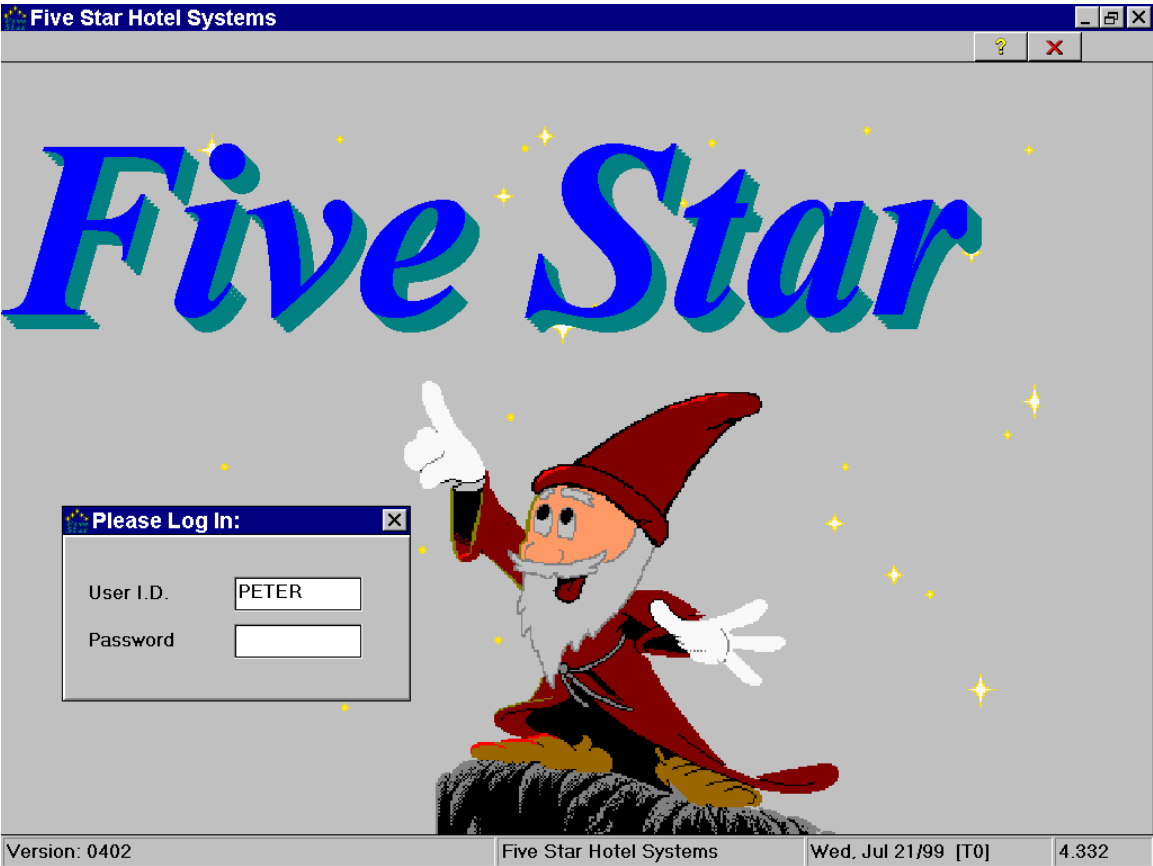 Five Star Hotel Systems
?
Five Star
Please Log In:
User I.D. PETER
Password
Version: 0402 Five Star Hotel Systems Wed, Jul 21/99 [T0] 4.332